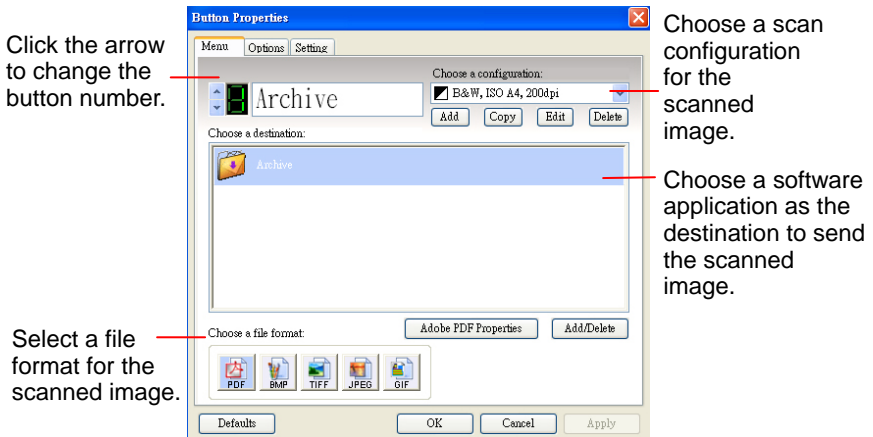 Click the arrow
to change the
button number.
Button Properties
Menu Options Setting
3 Archive
Choose a configuration:
B&W, ISO A4, 200dpi
Add Copy Edit Delete
Choose a destination:
Archive
Choose a file format:
Adobe PDF Properties Add/Delete
PDF BMP TIFF JPEG GIF
Defaults OK Cancel Apply
Choose a scan
configuration
for the
scanned
image.
Choose a software
application as the
destination to send
the scanned
image.
Select a file
format for the
scanned image.